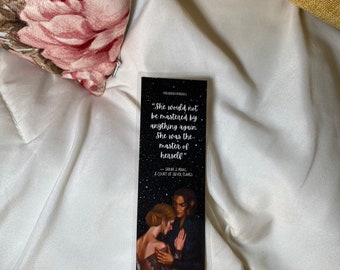 "She would not
be mastered by
anything again.
She was the
master of
herself"
— SARAH J. MAAS,
A COURT OF SILVER FLAMES